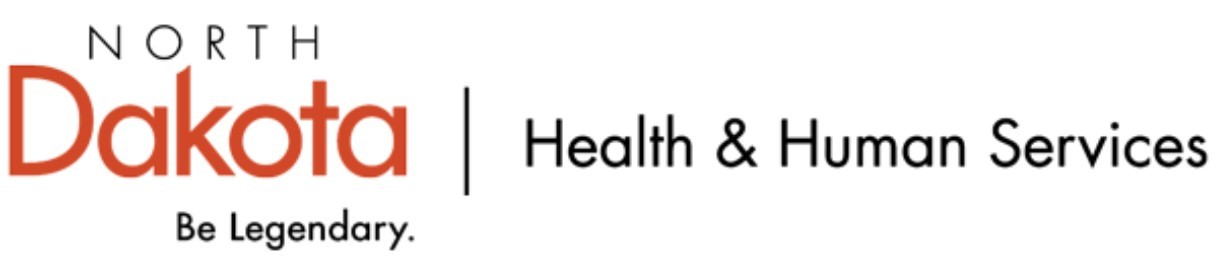 NORTH
Dakota
Be Legendary.
Health & Human Services